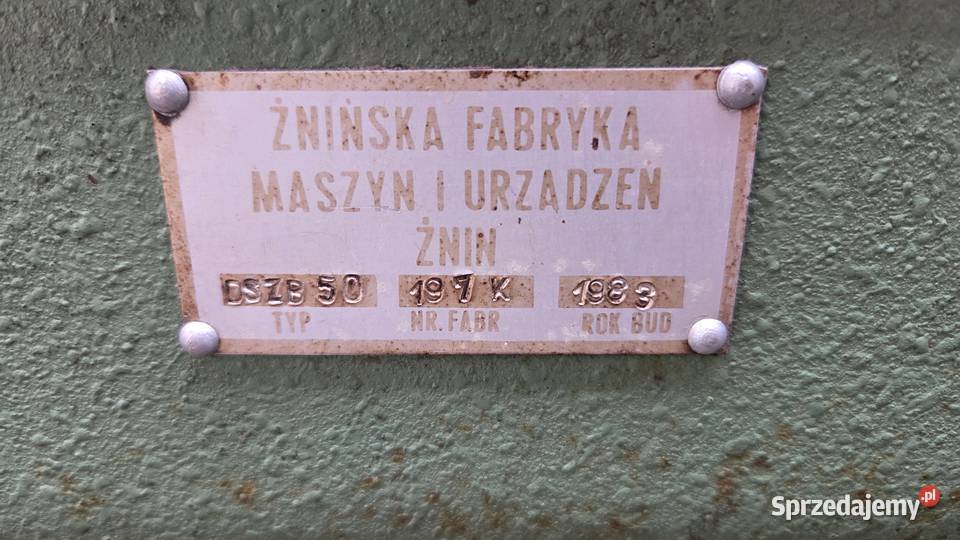 ŻNIŃSKA FABRYKA
MASZYN I URZĄDZEŃ
ŻNIN
DSZB 50 197 K 1983
TYP NR. FABR ROK BUD
Sprzedajemy.pl